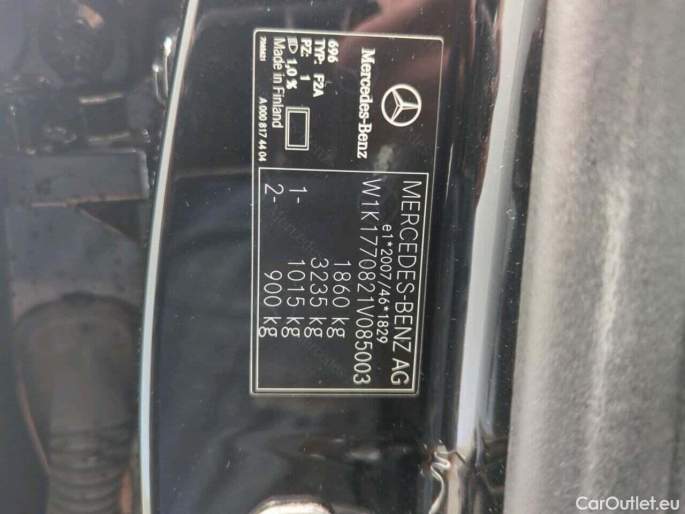 Mercedes-Benz
696
TYP: F2A
PZ: 1
1,0 %
Made in Finland
A 000 817 44 04
MERCEDES-BENZ AG
e1*2007/46*1829
W1K1770821V085003
1860 kg
3235 kg
1- 1015 kg
2- 900 kg
CarOutlet.eu